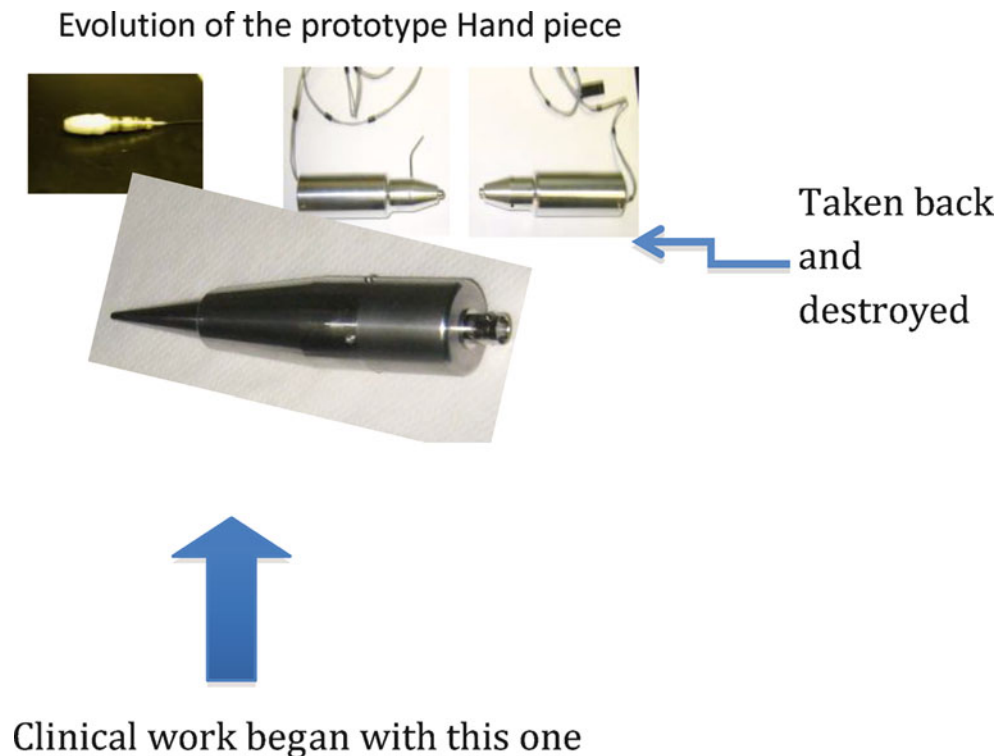 Evolution of the prototype Hand piece
Taken back
and
destroyed
Clinical work began with this one